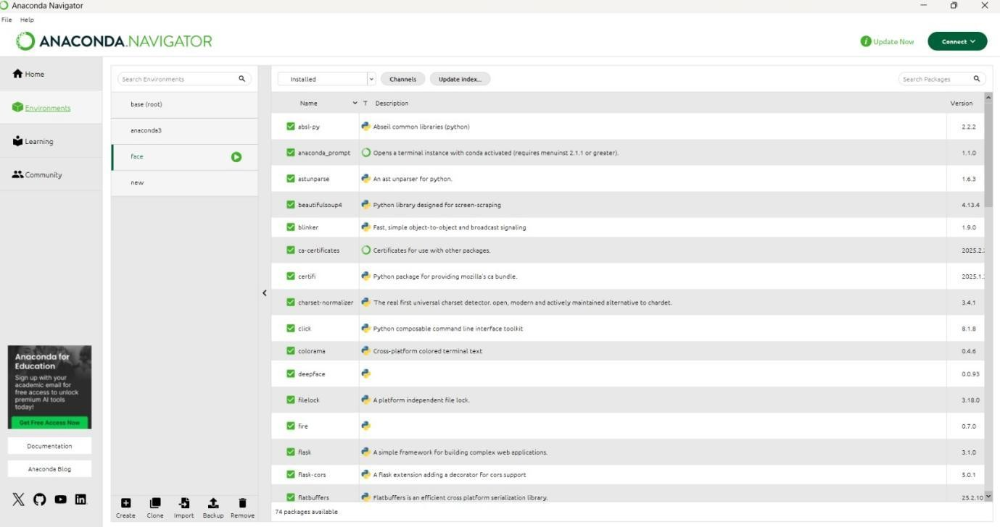 Anaconda Navigator
File Help
ANACONDA.NAVIGATOR
i Update Now Connect
Home
Environments
Learning
Community
Anaconda for
Education
Sign up with your
academic email for
free access to unlock
premium AI tools
today!
Get Free Access Now
Documentation
Anaconda Blog
Search Environments
base (root)
anaconda3
face
new
Create Clone Import Backup Remove
Installed Channels Update index... Search Packages
Name T Description Version
absl-py Abseil common libraries (python) 2.2.2
anaconda_prompt Opens a terminal instance with conda activated (requires menuinst 2.1.1 or greater). 1.1.0
astunparse An ast unparser for python. 1.6.3
beautifulsoup4 Python library designed for screen-scraping 4.13.4
blinker Fast, simple object-to-object and broadcast signaling 1.9.0
ca-certificates Certificates for use with other packages. 2025.2.
certifi Python package for providing mozilla's ca bundle. 2025.1.
charset-normalizer 'The real first universal charset detector. open, modern and actively maintained alternative to chardet. 3.4.1
click Python composable command line interface toolkit 8.1.8
colorama Cross-platform colored terminal text 0.4.6
deepface 0.0.93
filelock A platform independent file lock. 3.18.0
fire 0.7.0
flask A simple framework for building complex web applications. 3.1.0
flask-cors A flask extension adding a decorator for cors support 5.0.1
flatbuffers Flatbuffers is an efficient cross platform serialization library. 25.2.10
74 packages available